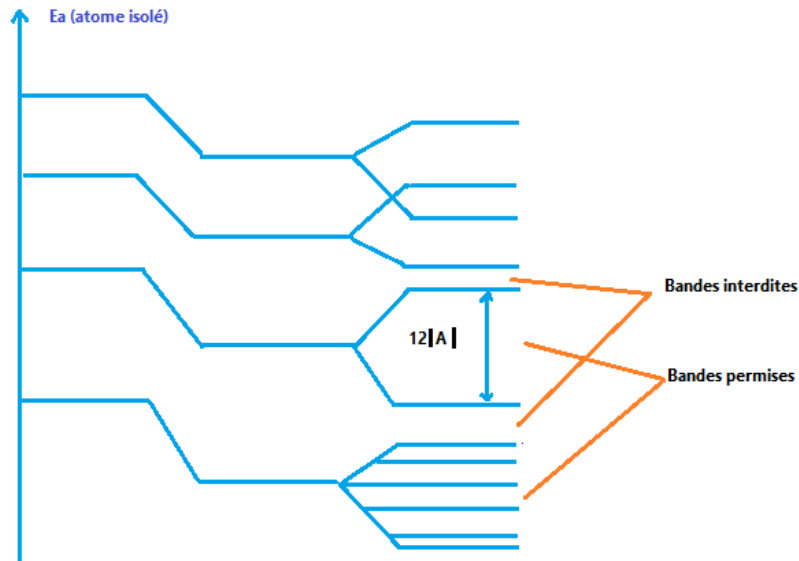 Ea (atome isolé)
Bandes interdites
12|A|
Bandes permises